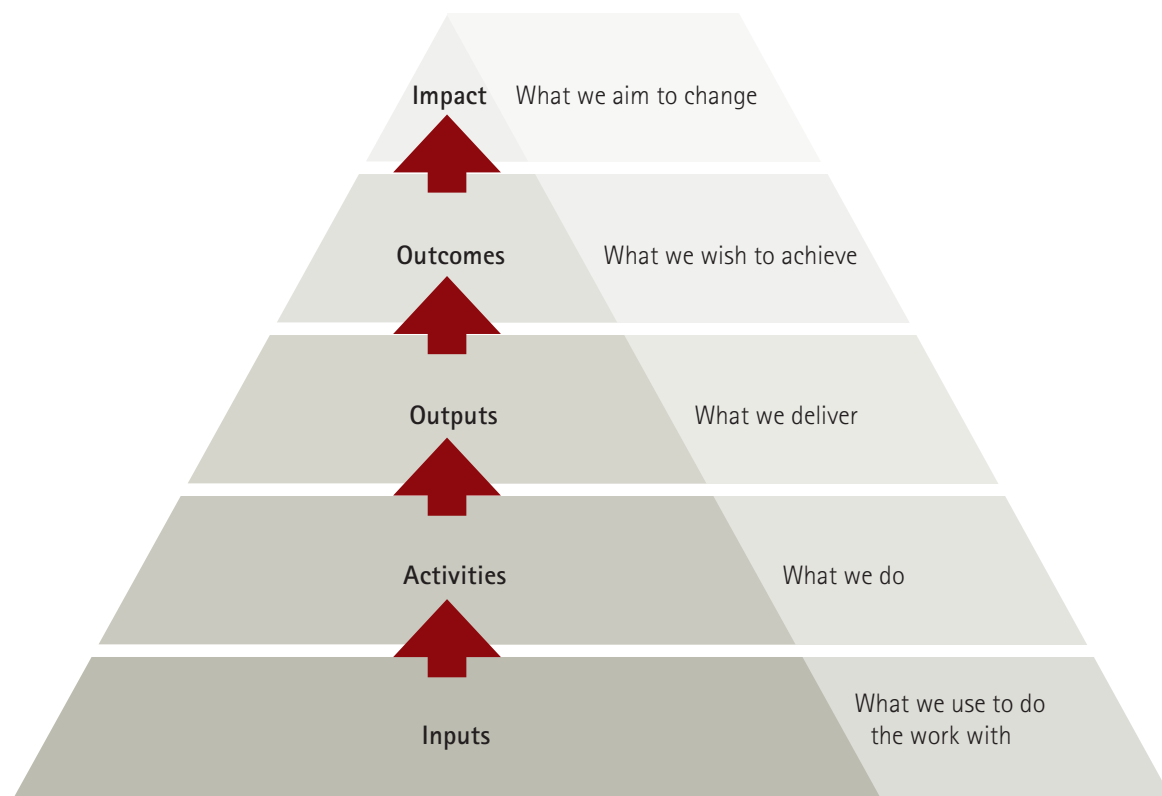 Impact What we aim to change
Outcomes What we wish to achieve
Outputs What we deliver
Activities What we do
Inputs What we use to do
the work with